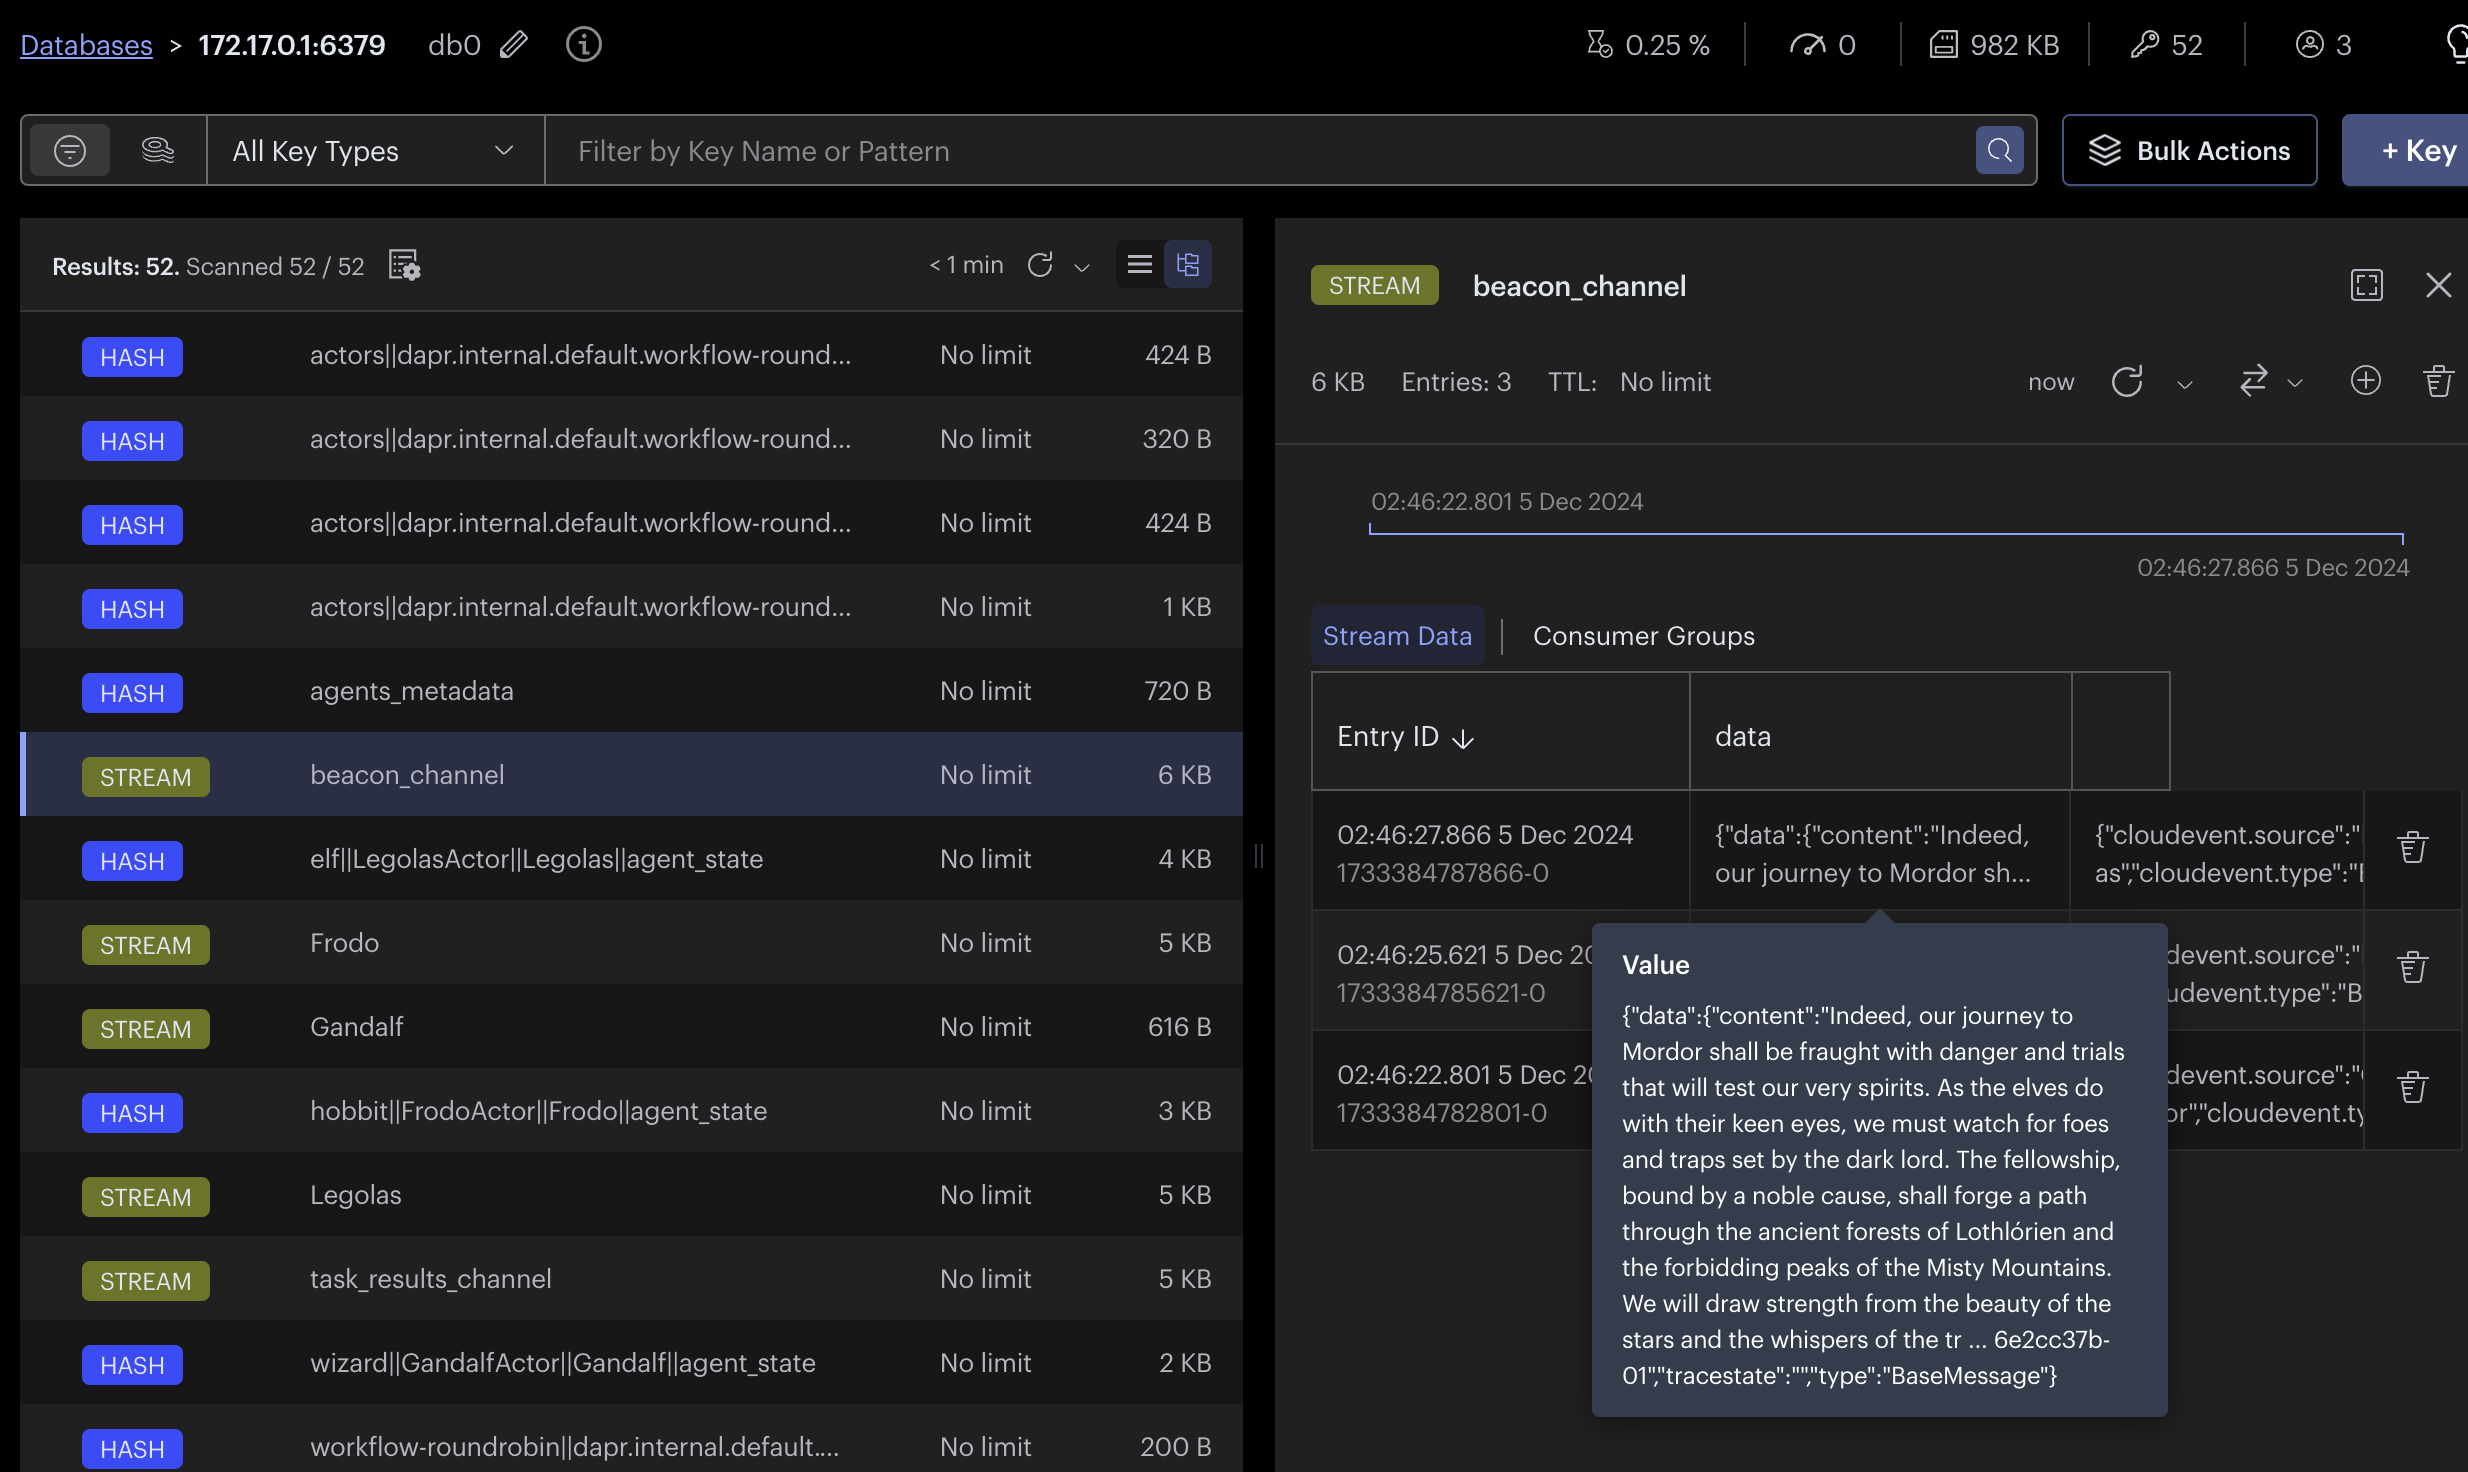 Databases > 172.17.0.1:6379 db0 0.25 % 0 982 KB 52 3
All Key Types Filter by Key Name or Pattern Bulk Actions + Key
Results: 52. Scanned 52 / 52 < 1 min
HASH actors||dapr.internal.default.workflow-round... No limit 424 B
HASH actors||dapr.internal.default.workflow-round... No limit 320 B
HASH actors||dapr.internal.default.workflow-round... No limit 424 B
HASH actors||dapr.internal.default.workflow-round... No limit 1 KB
HASH agents_metadata No limit 720 B
STREAM beacon_channel No limit 6 KB
HASH elf||LegolasActor||Legolas||agent_state No limit 4 KB
STREAM Frodo No limit 5 KB
STREAM Gandalf No limit 616 B
HASH hobbit||FrodoActor||Frodo||agent_state No limit 3 KB
STREAM Legolas No limit 5 KB
STREAM task_results_channel No limit 5 KB
HASH wizard||GandalfActor||Gandalf||agent_state No limit 2 KB
HASH workflow-roundrobin||dapr.internal.default.... No limit 200 B
STREAM beacon_channel
6 KB Entries: 3 TTL: No limit now
02:46:22.801 5 Dec 2024
02:46:27.866 5 Dec 2024
Stream Data Consumer Groups
Entry ID data
02:46:27.866 5 Dec 2024 {"data":{"content":"Indeed, {"cloudevent.source":"
1733384787866-0 our journey to Mordor sh... as","cloudevent.type":"
02:46:25.621 5 Dec 20 devent.source":"
1733384785621-0 udevent.type":"B
02:46:22.801 5 Dec 20 devent.source":"
1733384782801-0 or""cloudevent.ty
Value
{"data":{"content":"Indeed, our journey to
Mordor shall be fraught with danger and trials
that will test our very spirits. As the elves do
with their keen eyes, we must watch for foes
and traps set by the dark lord. The fellowship,
bound by a noble cause, shall forge a path
through the ancient forests of Lothlórien and
the forbidding peaks of the Misty Mountains.
We will draw strength from the beauty of the
stars and the whispers of the tr ... 6e2cc37b-
01","tracestate":"","type":"BaseMessage"}